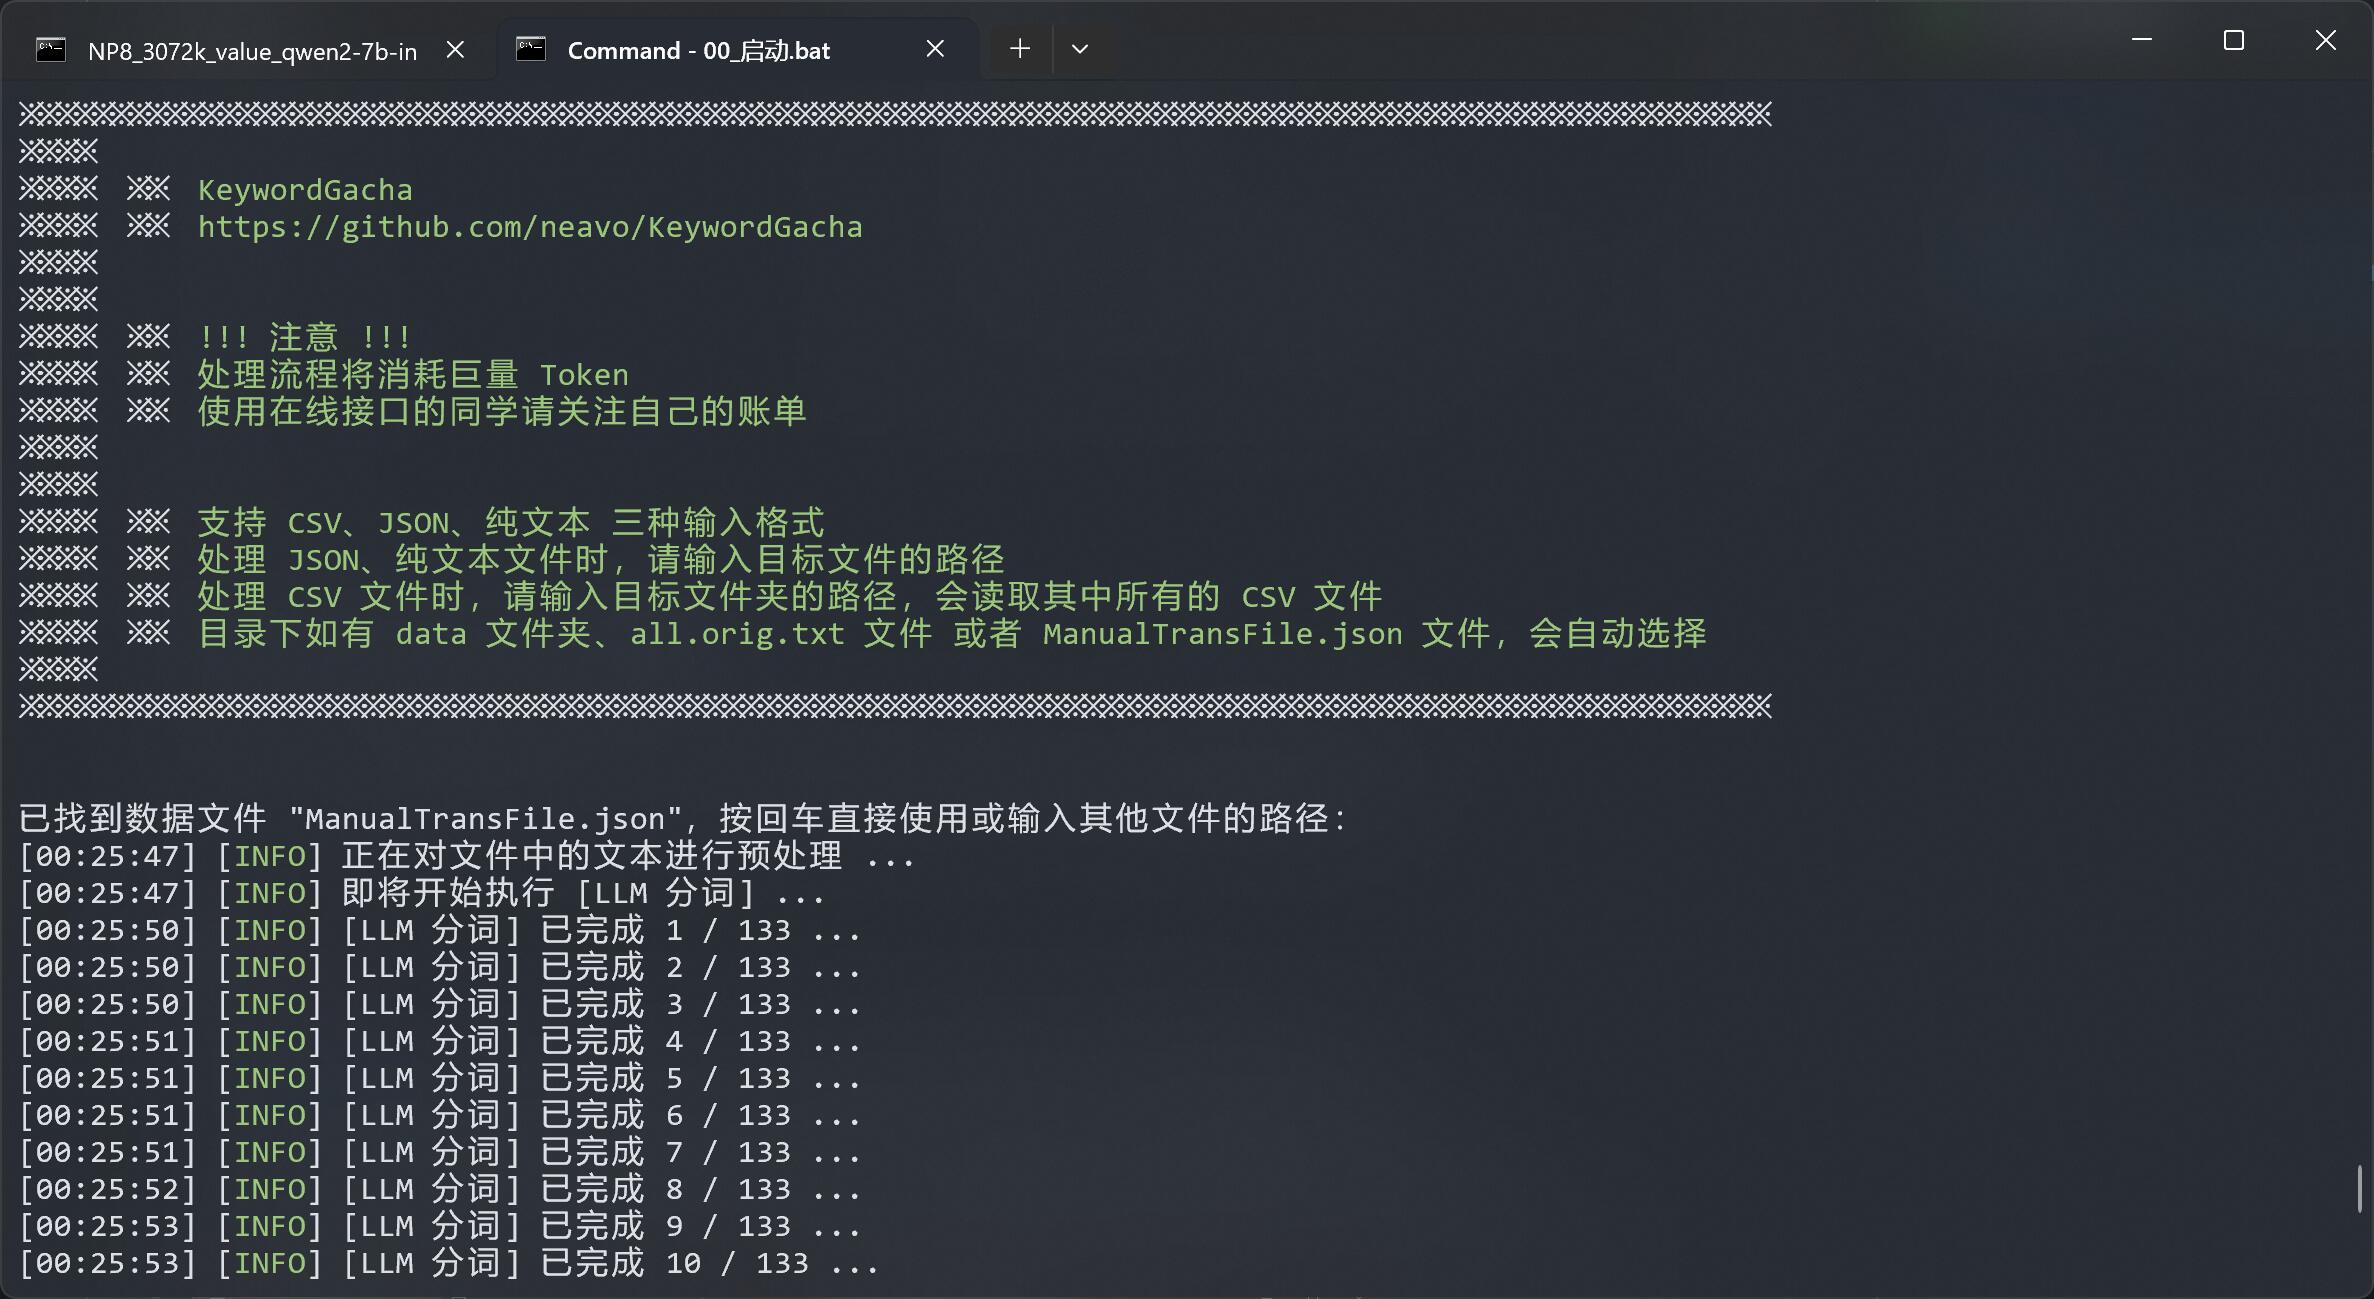 NP8_3072k_value_qwen2-7b-in
Command - 00_启动.bat
※※※※※※※※※※※※※※※※※※※※※※※※※※※※※※※※※※※※※※※※※※※※※※※※※※※※※※※※※※※※※※※※※※※※※※※※※※※※※※※※※※※※※※※※※※※※※※※※※
※※※※
※※※※ ※※ KeywordGacha
※※※※ ※※ https://github.com/neavo/KeywordGacha
※※※※
※※※※
※※※※ ※※ !!! 注意 !!!
※※※※ ※※ 处理流程将消耗巨量 Token
※※※※ ※※ 使用在线接口的同学请关注自己的账单
※※※※
※※※※
※※※※ ※※ 支持 CSV、JSON、纯文本 三种输入格式
※※※※ ※※ 处理 JSON、纯文本文件时，请输入目标文件的路径
※※※※ ※※ 处理 CSV 文件时，请输入目标文件夹的路径，会读取其中所有的 CSV 文件
※※※※ ※※ 目录下如有 data 文件夹、all.orig.txt 文件 或者 ManualTransFile.json 文件，会自动选择
※※※※
※※※※※※※※※※※※※※※※※※※※※※※※※※※※※※※※※※※※※※※※※※※※※※※※※※※※※※※※※※※※※※※※※※※※※※※※※※※※※※※※※※※※※※※※※※※※※※※※※
已找到数据文件 "ManualTransFile.json"，按回车直接使用或输入其他文件的路径：
[00:25:47] [INFO] 正在对文件中的文本进行预处理 ...
[00:25:47] [INFO] 即将开始执行 [LLM 分词] ...
[00:25:50] [INFO] [LLM 分词] 已完成 1 / 133 ...
[00:25:50] [INFO] [LLM 分词] 已完成 2 / 133 ...
[00:25:50] [INFO] [LLM 分词] 已完成 3 / 133 ...
[00:25:51] [INFO] [LLM 分词] 已完成 4 / 133 ...
[00:25:51] [INFO] [LLM 分词] 已完成 5 / 133 ...
[00:25:51] [INFO] [LLM 分词] 已完成 6 / 133 ...
[00:25:51] [INFO] [LLM 分词] 已完成 7 / 133 ...
[00:25:52] [INFO] [LLM 分词] 已完成 8 / 133 ...
[00:25:53] [INFO] [LLM 分词] 已完成 9 / 133 ...
[00:25:53] [INFO] [LLM 分词] 已完成 10 / 133 ...